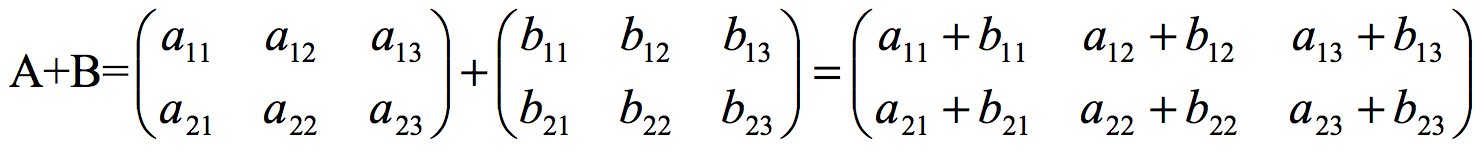 A+B=(a11 a12 a13
a21 a22 a23)+(b11 b12 b13
b21 b22 b23)=(a11+b11 a12+b12 a13+b13
a21+b21 a22+b22 a23+b23)